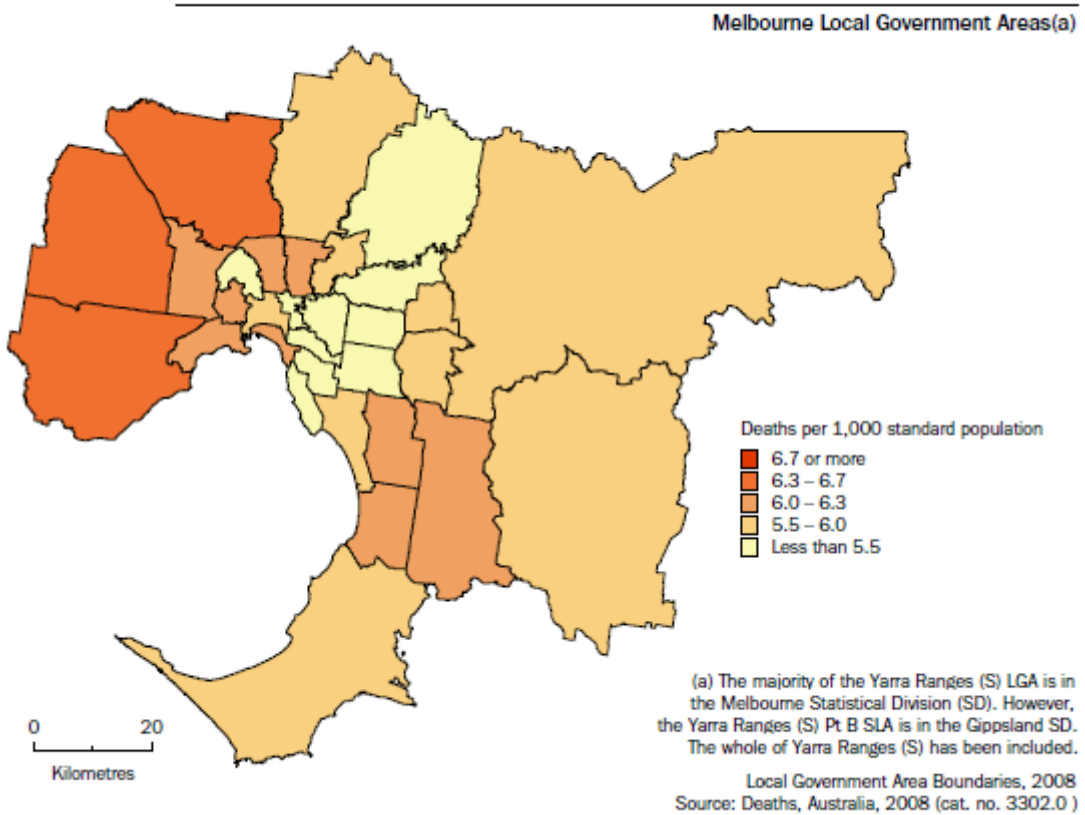 Melbourne Local Government Areas(a)
Deaths per 1,000 standard population
6.7 or more
6.3 – 6.7
6.0 – 6.3
5.5 – 6.0
Less than 5.5
0 20
Kilometres
(a) The majority of the Yarra Ranges (S) LGA is in
the Melbourne Statistical Division (SD). However,
the Yarra Ranges (S) Pt B SLA is in the Gippsland SD.
The whole of Yarra Ranges (S) has been included.
Local Government Area Boundaries, 2008
Source: Deaths, Australia, 2008 (cat. no. 3302.0 )